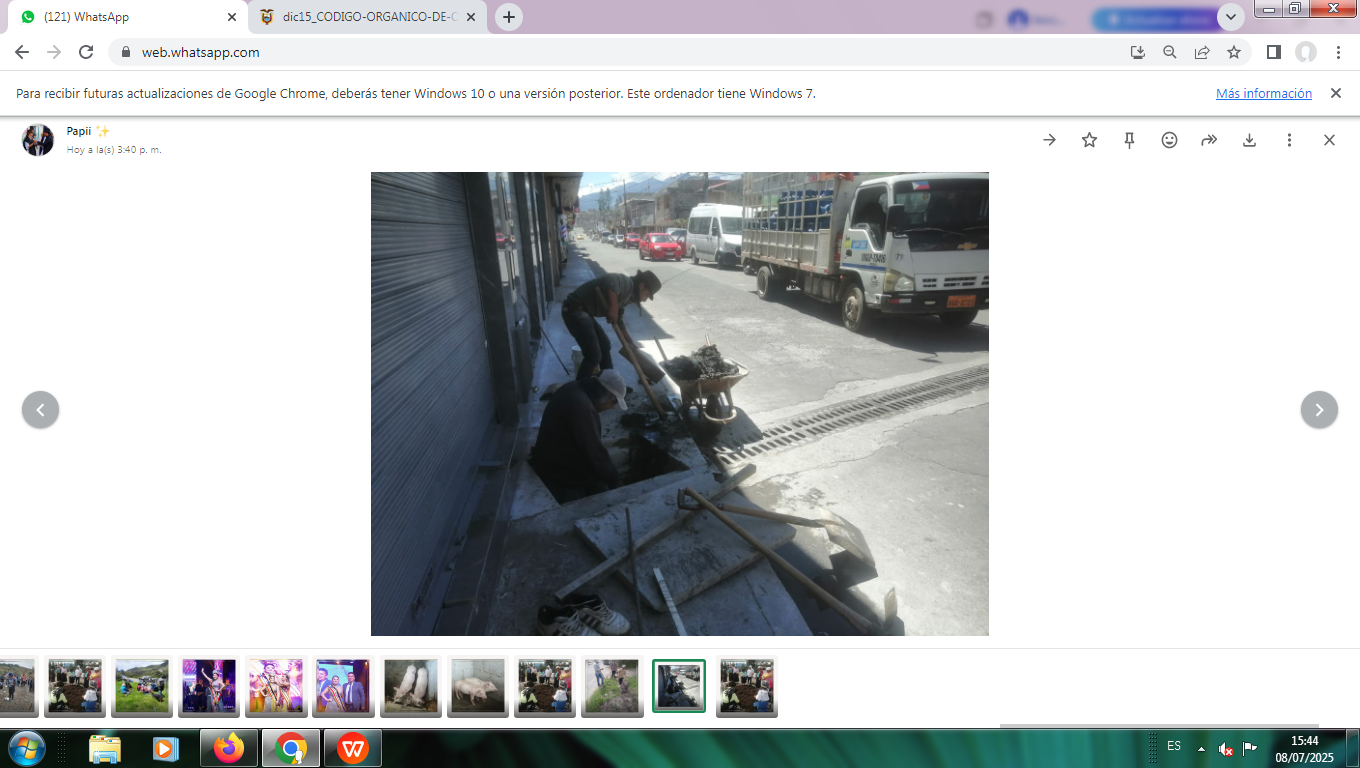 (121) WhatsApp
dic15_CODIGO-ORGANICO-DE-C
web.whatsapp.com
Para recibir futuras actualizaciones de Google Chrome, deberás tener Windows 10 o una versión posterior. Este ordenador tiene Windows 7.
Más información
Papii ✨
Hoy a la(s) 3:40 p. m.
ES
15:44
08/07/2025